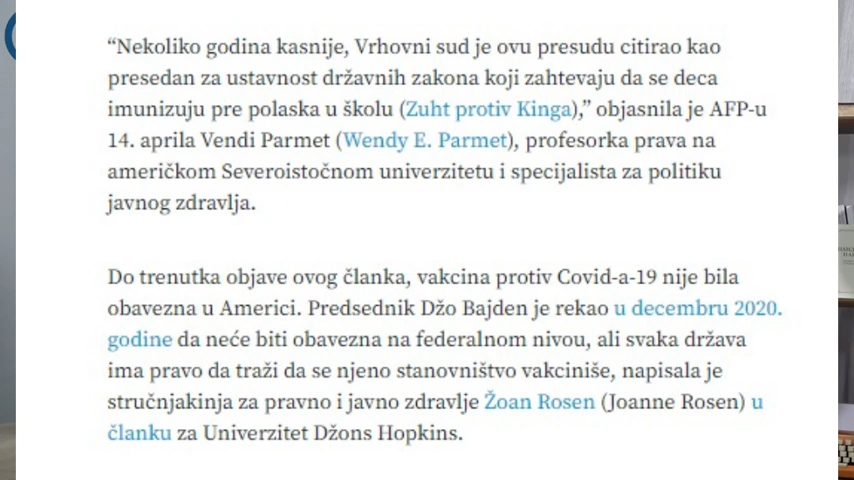 “Nekoliko godina kasnije, Vrhovni sud je ovu presudu citirao kao
presedan za ustavnost državnih zakona koji zahtevaju da se deca
imunizuju pre polaska u školu (Zuht protiv Kinga),” objasnila je AFP-u
14. aprila Vendi Parmet (Wendy E. Parmet), profesorka prava na
američkom Severoistočnom univerzitetu i specijalista za politiku
javnog zdravlja.
Do trenutka objave ovog članka, vakcina protiv Covid-a-19 nije bila
obavezna u Americi. Predsednik Džo Bajden je rekao u decembru 2020.
godine da neće biti obavezna na federalnom nivou, ali svaka država
ima pravo da traži da se njeno stanovništvo vakciniše, napisala je
stručnjakinja za pravno i javno zdravlje Žoan Rosen (Joanne Rosen) u
članku za Univerzitet Džons Hopkins.